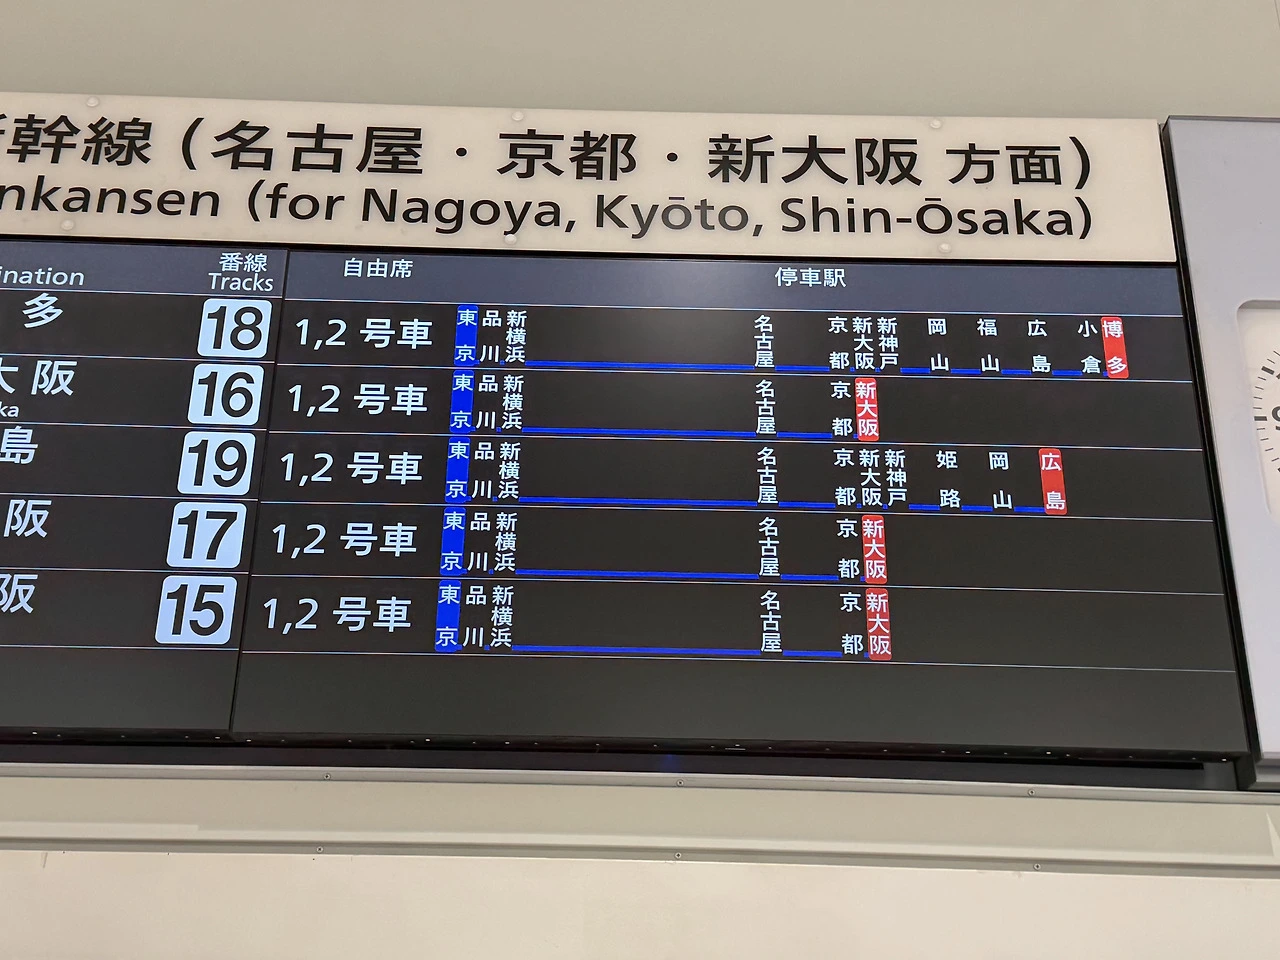 幹線（名古屋・京都・新大阪 方面）
nkansen (for Nagoya, Kyōto, Shin-Ōsaka)
ination 番線 Tracks 自由席 停車駅
多 18 1,2 号車 東京 品川 新横浜 名古屋 京都 新大阪 新神戸 岡山 福山 広島 小倉 博多
大阪 16 1,2 号車 東京 品川 新横浜 名古屋 京都 新大阪
ka
島 19 1,2 号車 東京 品川 新横浜 名古屋 京都 新大阪 新神戸 姫路 岡山 広島
阪 17 1,2 号車 東京 品川 新横浜 名古屋 京都 新大阪
阪 15 1,2 号車 東京 品川 新横浜 名古屋 京都 新大阪